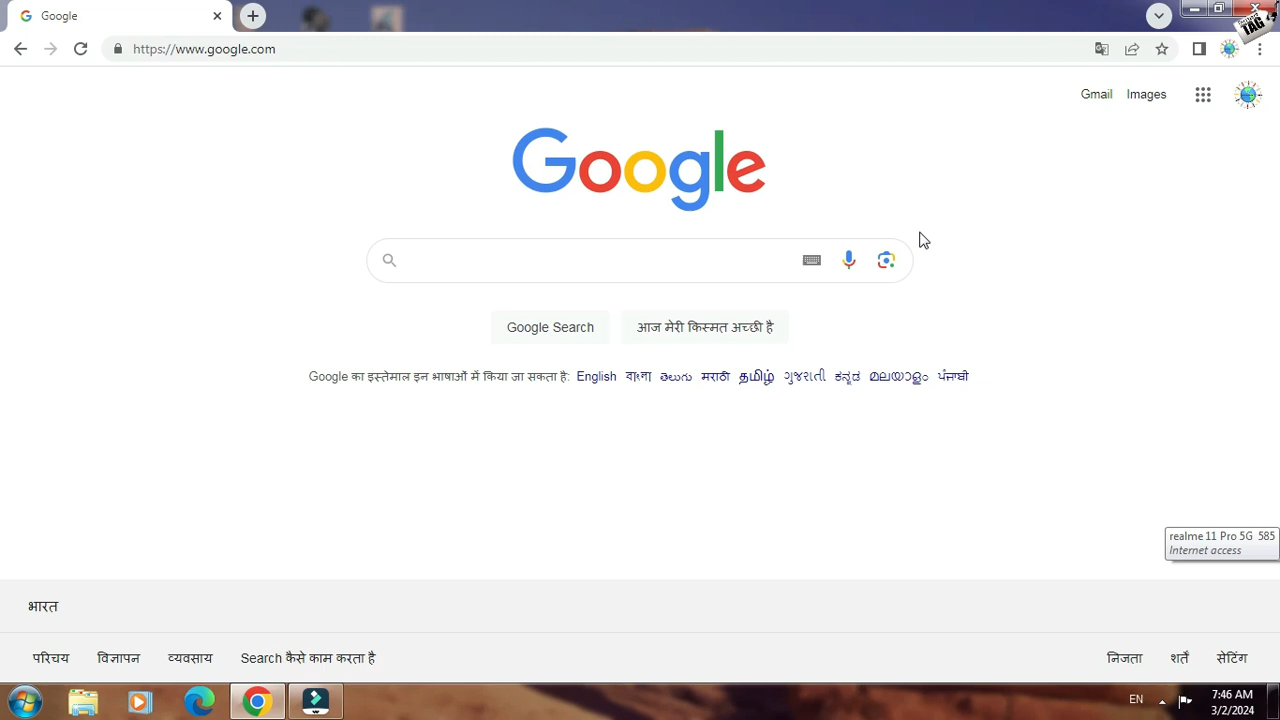 Google
https://www.google.com
TAG
Gmail Images
Google
Google Search
आज मेरी किस्मत अच्छी है
Google का इस्तेमाल इन भाषाओं में किया जा सकता है: English বাংলা తెలుగు मराठी தமிழ் ગુજરાતી ಕನ್ನಡ മലയാളം ਪੰਜਾਬੀ
realme 11 Pro 5G 585
Internet access
भारत
परिचय विज्ञापन व्यवसाय Search कैसे काम करता है निजता शर्तें सेटिंग
EN 7:46 AM
3/2/2024